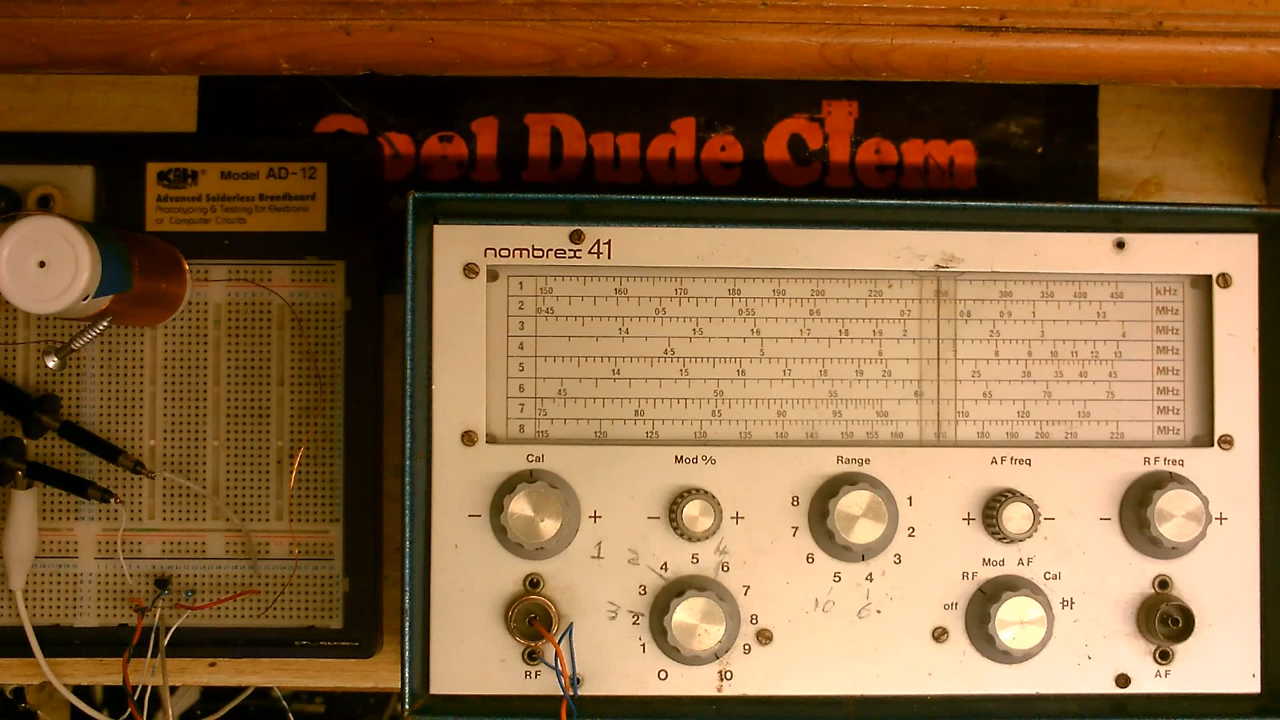 Cool Dude Clem
K&H® Model AD-12
Advanced Solderless Breadboard
Prototyping & Testing for Electronic
or Computer Circuits
nombrex 41
1 150 160 170 180 190 200 220 250 300 350 400 450 kHz
2 0·45 0·5 0·55 0·6 0·7 0·8 0·9 1 1·3 MHz
3 1·4 1·5 1·6 1·7 1·8 1·9 2 2·5 3 4 MHz
4 4·5 5 6 7 8 9 10 11 12 13 MHz
5 14 15 16 17 18 19 20 25 30 35 40 45 MHz
6 45 50 55 60 65 70 75 MHz
7 75 80 85 90 95 100 110 120 130 MHz
8 115 120 125 130 135 140 145 150 155 160 170 180 190 200 210 220 MHz
Cal Mod % Range AF freq RF freq
− + − + 8 1 + − − +
7 2
6 3
5 4
1 2 4
4 5 6
3 7
3 2 8
1 9
0 10
10 6
RF Mod AF Cal
off
RF AF